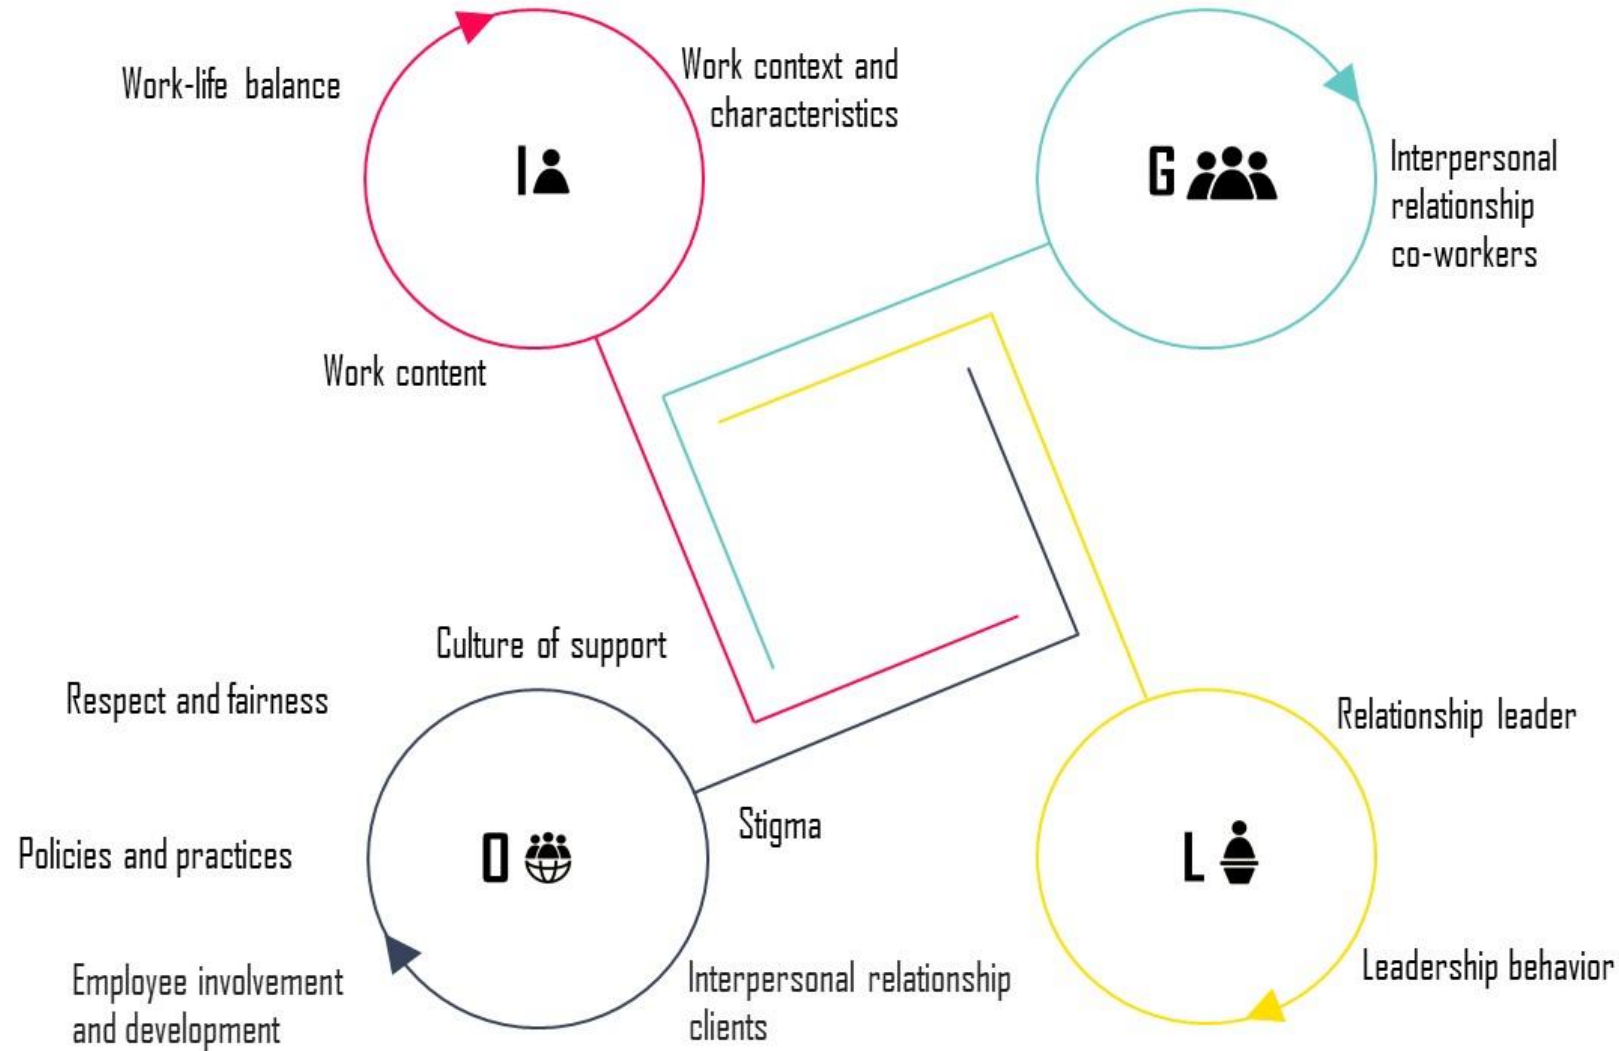 Work-life balance
Work context and
characteristics
I
G
Interpersonal
relationship
co-workers
Work content
Culture of support
Respect and fairness
Relationship leader
Policies and practices
O
Stigma
L
Employee involvement
and development
Interpersonal relationship
clients
Leadership behavior